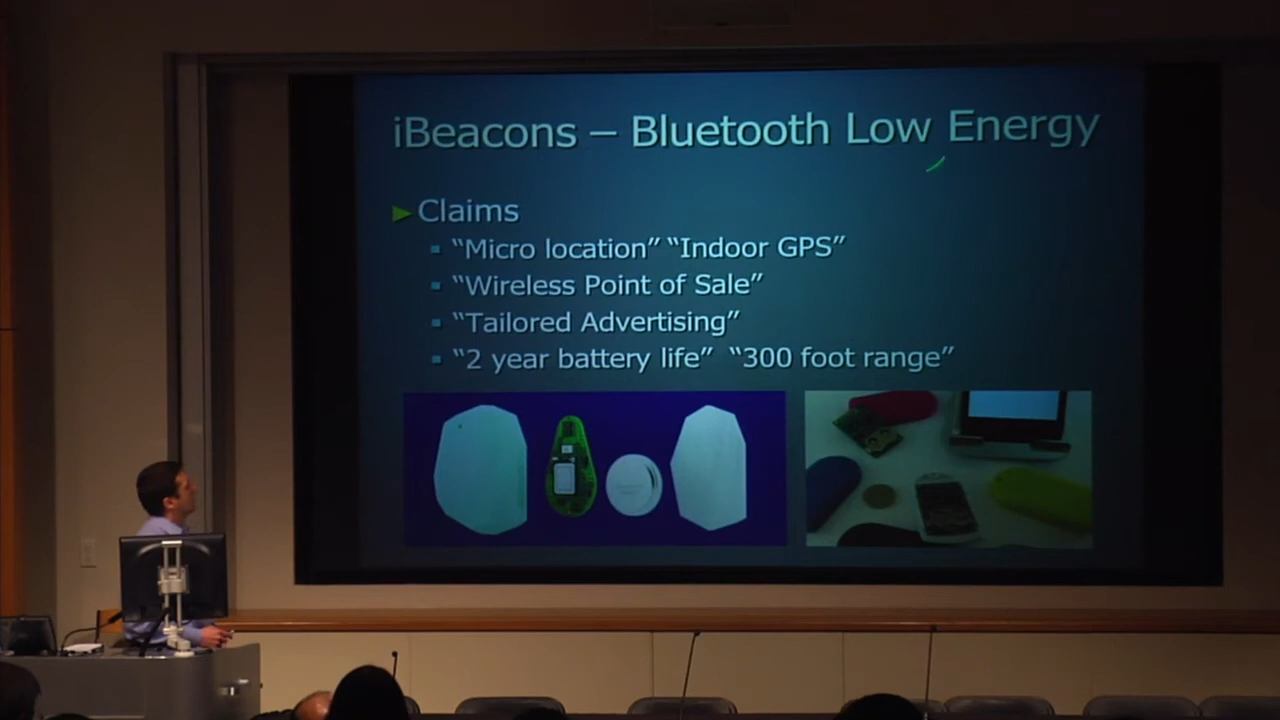 iBeacons – Bluetooth Low Energy
Claims
“Micro location” “Indoor GPS”
“Wireless Point of Sale”
“Tailored Advertising”
“2 year battery life” “300 foot range”